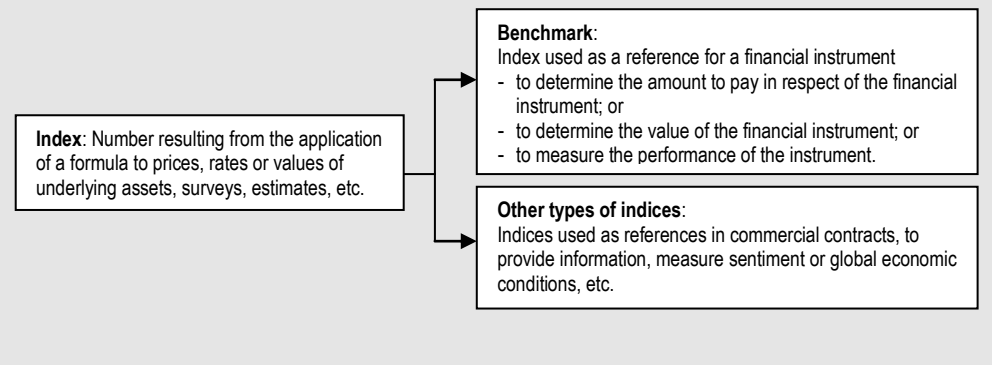 Index: Number resulting from the application
of a formula to prices, rates or values of
underlying assets, surveys, estimates, etc.
Benchmark:
Index used as a reference for a financial instrument
- to determine the amount to pay in respect of the financial
instrument; or
- to determine the value of the financial instrument; or
- to measure the performance of the instrument.
Other types of indices:
Indices used as references in commercial contracts, to
provide information, measure sentiment or global economic
conditions, etc.